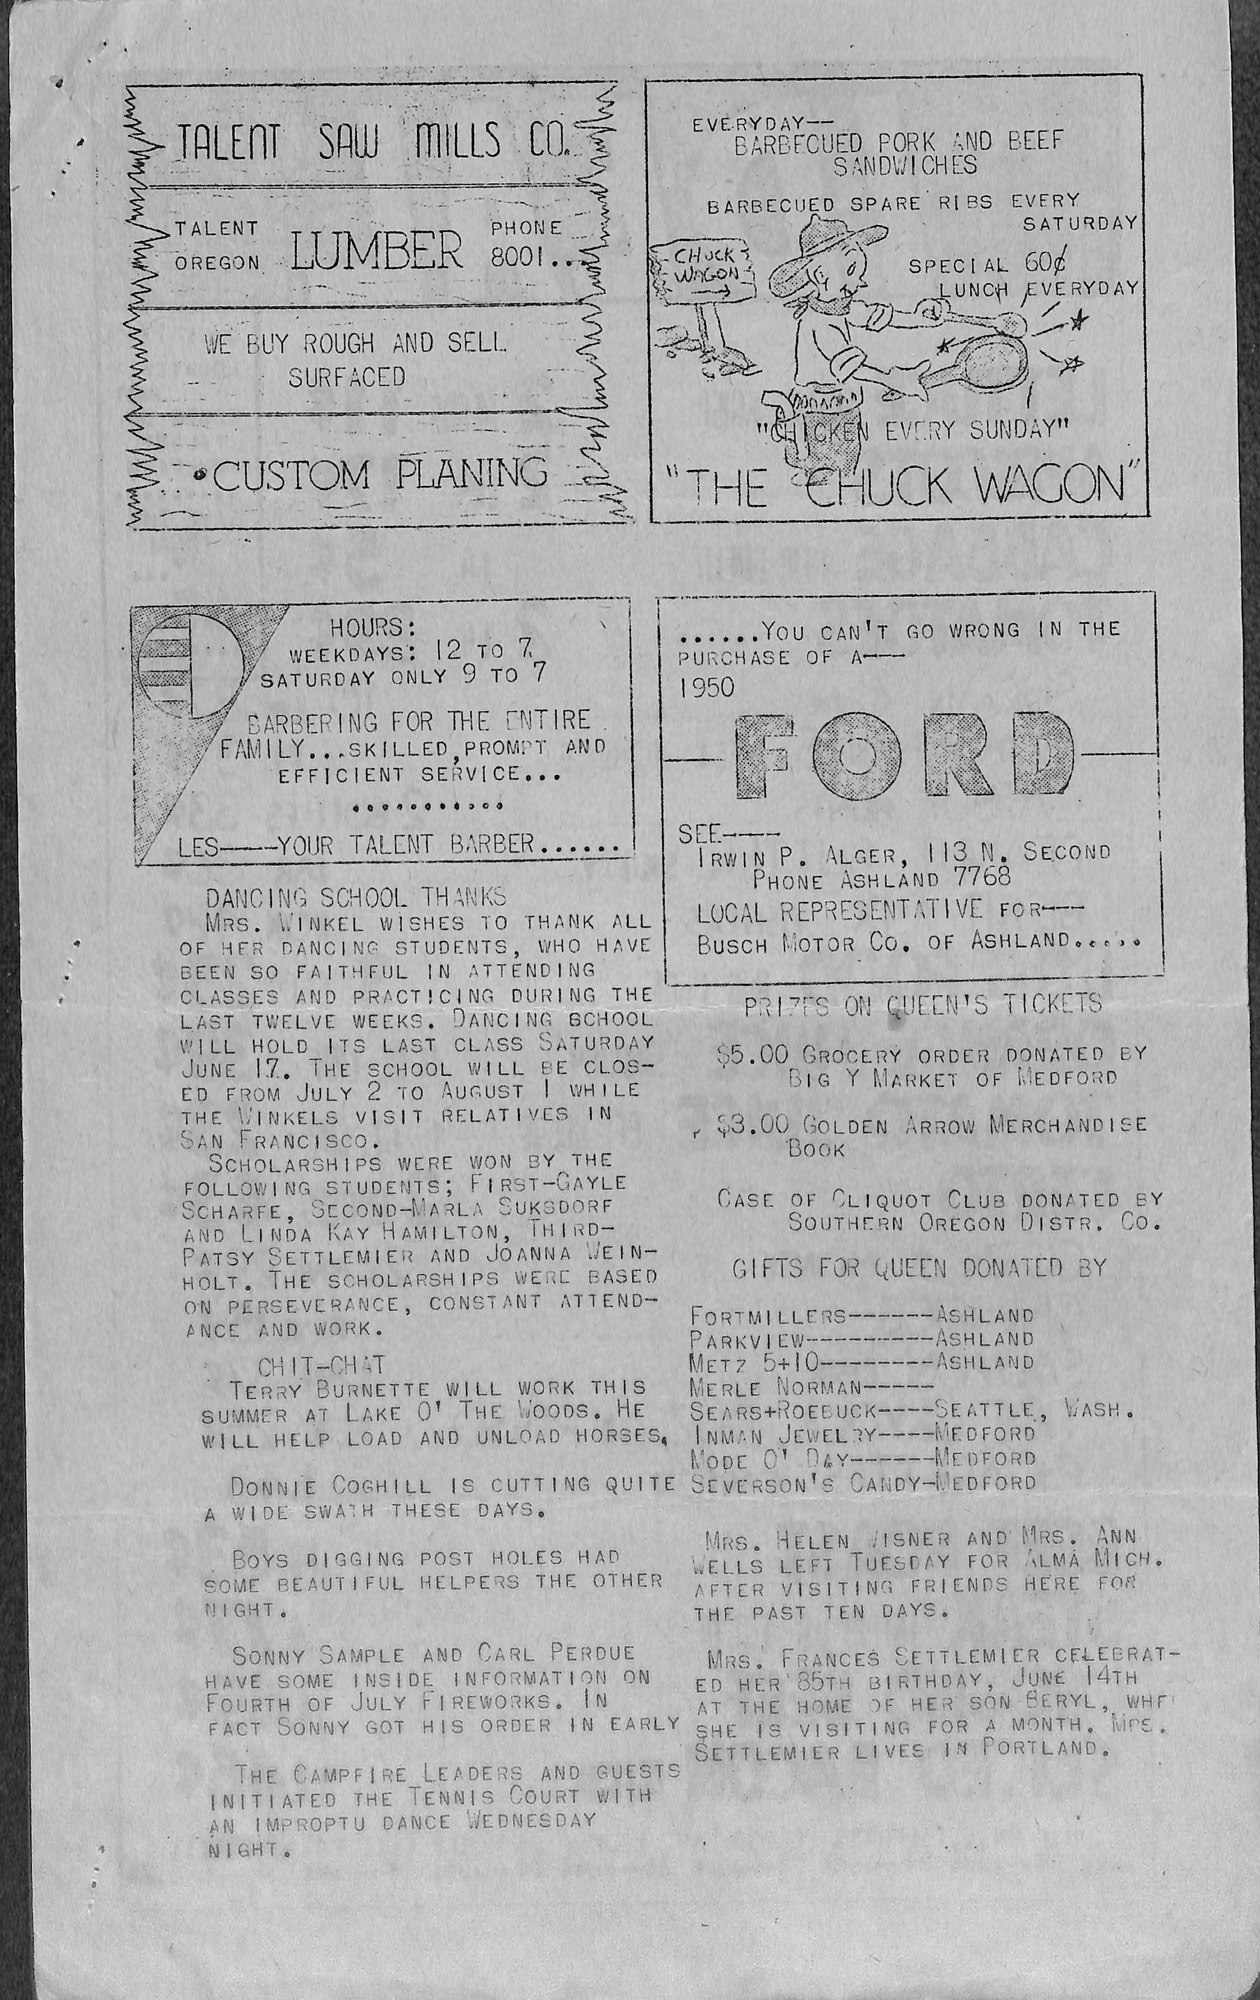 TALENT SAW MILLS CO.
TALENT
OREGON
LUMBER
PHONE
8001...
WE BUY ROUGH AND SELL
SURFACED
CUSTOM PLANING
EVERYDAY—
BARBECUED PORK AND BEEF
SANDWICHES
BARBECUED SPARE RIBS EVERY
SATURDAY
CHUCK
WAGON
SPECIAL 60¢
LUNCH EVERYDAY
"CHICKEN EVERY SUNDAY"
"THE CHUCK WAGON"
HOURS:
WEEKDAYS: 12 TO 7
SATURDAY ONLY 9 TO 7
BARBERING FOR THE ENTIRE
FAMILY...SKILLED,PROMPT AND
EFFICIENT SERVICE...
...........
LES——YOUR TALENT BARBER......
......YOU CAN'T GO WRONG IN THE
PURCHASE OF A——
1950
FORD
SEE———
IRWIN P. ALGER, 113 N. SECOND
PHONE ASHLAND 7768
LOCAL REPRESENTATIVE FOR———
BUSCH MOTOR CO. OF ASHLAND.....
DANCING SCHOOL THANKS
MRS. WINKEL WISHES TO THANK ALL
OF HER DANCING STUDENTS, WHO HAVE
BEEN SO FAITHFUL IN ATTENDING
CLASSES AND PRACTICING DURING THE
LAST TWELVE WEEKS. DANCING SCHOOL
WILL HOLD ITS LAST CLASS SATURDAY
JUNE 17. THE SCHOOL WILL BE CLOS-
ED FROM JULY 2 TO AUGUST 1 WHILE
THE WINKELS VISIT RELATIVES IN
SAN FRANCISCO.
SCHOLARSHIPS WERE WON BY THE
FOLLOWING STUDENTS; FIRST-GAYLE
SCHARFE, SECOND-MARLA SUKSDORF
AND LINDA KAY HAMILTON, THIRD-
PATSY SETTLEMIER AND JOANNA WEIN-
HOLT. THE SCHOLARSHIPS WERE BASED
ON PERSEVERANCE, CONSTANT ATTEND-
ANCE AND WORK.
CHIT-CHAT
TERRY BURNETTE WILL WORK THIS
SUMMER AT LAKE O' THE WOODS. HE
WILL HELP LOAD AND UNLOAD HORSES.
DONNIE COGHILL IS CUTTING QUITE
A WIDE SWATH THESE DAYS.
BOYS DIGGING POST HOLES HAD
SOME BEAUTIFUL HELPERS THE OTHER
NIGHT.
SONNY SAMPLE AND CARL PERDUE
HAVE SOME INSIDE INFORMATION ON
FOURTH OF JULY FIREWORKS. IN
FACT SONNY GOT HIS ORDER IN EARLY
THE CAMPFIRE LEADERS AND GUESTS
INITIATED THE TENNIS COURT WITH
AN IMPROPTU DANCE WEDNESDAY
NIGHT.
PRIZES ON QUEEN'S TICKETS
$5.00 GROCERY ORDER DONATED BY
BIG Y MARKET OF MEDFORD
$3.00 GOLDEN ARROW MERCHANDISE
BOOK
CASE OF CLIQUOT CLUB DONATED BY
SOUTHERN OREGON DISTR. CO.
GIFTS FOR QUEEN DONATED BY
FORTMILLERS------ASHLAND
PARKVIEW---------ASHLAND
METZ 5+10--------ASHLAND
MERLE NORMAN-----
SEARS+ROEBUCK----SEATTLE, WASH.
INMAN JEWELRY----MEDFORD
MODE O' DAY------MEDFORD
SEVERSON'S CANDY-MEDFORD
MRS. HELEN WISNER AND MRS. ANN
WELLS LEFT TUESDAY FOR ALMA MICH.
AFTER VISITING FRIENDS HERE FOR
THE PAST TEN DAYS.
MRS. FRANCES SETTLEMIER CELEBRAT-
ED HER 85TH BIRTHDAY, JUNE 14TH
AT THE HOME OF HER SON BERYL, WHE
SHE IS VISITING FOR A MONTH. MRS.
SETTLEMIER LIVES IN PORTLAND.